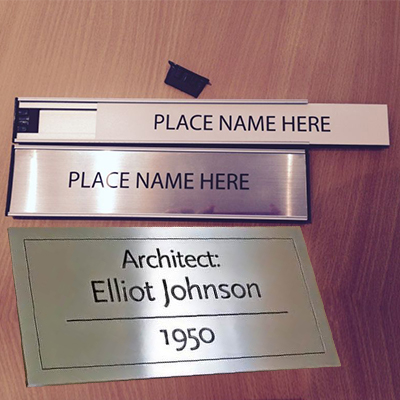 PLACE NAME HERE
PLACE NAME HERE
Architect:
Elliot Johnson
1950